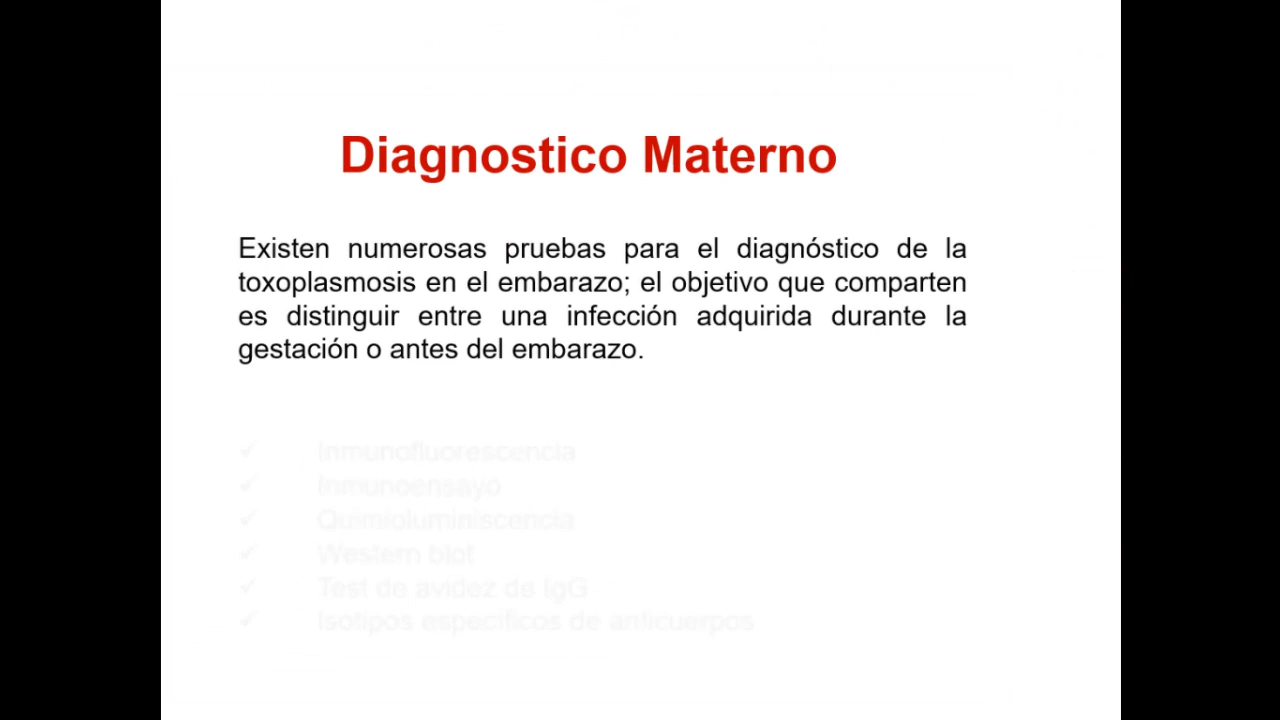 Diagnostico Materno
Existen numerosas pruebas para el diagnóstico de la
toxoplasmosis en el embarazo; el objetivo que comparten
es distinguir entre una infección adquirida durante la
gestación o antes del embarazo.
✓ Inmunofluorescencia
✓ Inmunoensayo
✓ Quimioluminiscencia
✓ Western blot
✓ Test de avidez de IgG
✓ Isotipos específicos de anticuerpos